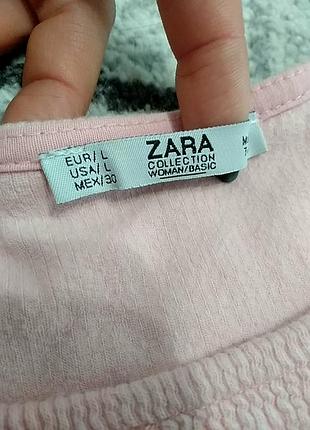 EUR/L
USA/L
MEX/30
ZARA
COLLECTION
WOMAN/BASIC